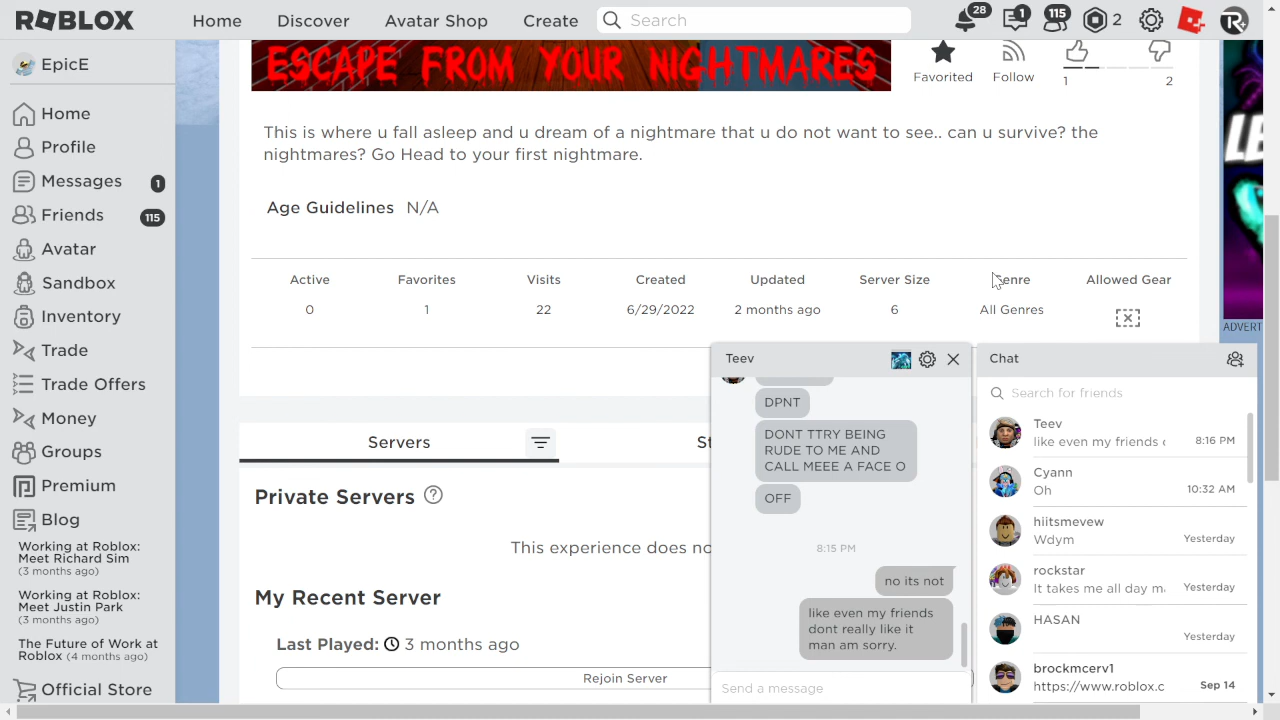 ROBLOX
Home
Discover
Avatar Shop
Create
Search
28
1
115
2
EpicE
Home
Profile
Messages
1
Friends
115
Avatar
Sandbox
Inventory
Trade
Trade Offers
Money
Groups
Premium
Blog
Working at Roblox:
Meet Richard Sim
(3 months ago)
Working at Roblox:
Meet Justin Park
(3 months ago)
The Future of Work at
Roblox (4 months ago)
Official Store
ESCAPE FROM YOUR NIGHTMARES
Favorited
Follow
1
2
This is where u fall asleep and u dream of a nightmare that u do not want to see.. can u survive? the
nightmares? Go Head to your first nightmare.
Age Guidelines N/A
Active
Favorites
Visits
Created
Updated
Server Size
Genre
Allowed Gear
0
1
22
6/29/2022
2 months ago
6
All Genres
ADVERT
Servers
St
Private Servers
This experience does no
My Recent Server
Last Played: 3 months ago
Rejoin Server
Teev
DPNT
DONT TTRY BEING
RUDE TO ME AND
CALL MEEE A FACE O
OFF
8:15 PM
no its not
like even my friends
dont really like it
man am sorry.
Send a message
Chat
Search for friends
Teev
like even my friends
8:16 PM
Cyann
Oh
10:32 AM
hiitsmevew
Wdym
Yesterday
rockstar
It takes me all day m
Yesterday
HASAN
Yesterday
brockmcerv1
https://www.roblox.c
Sep 14